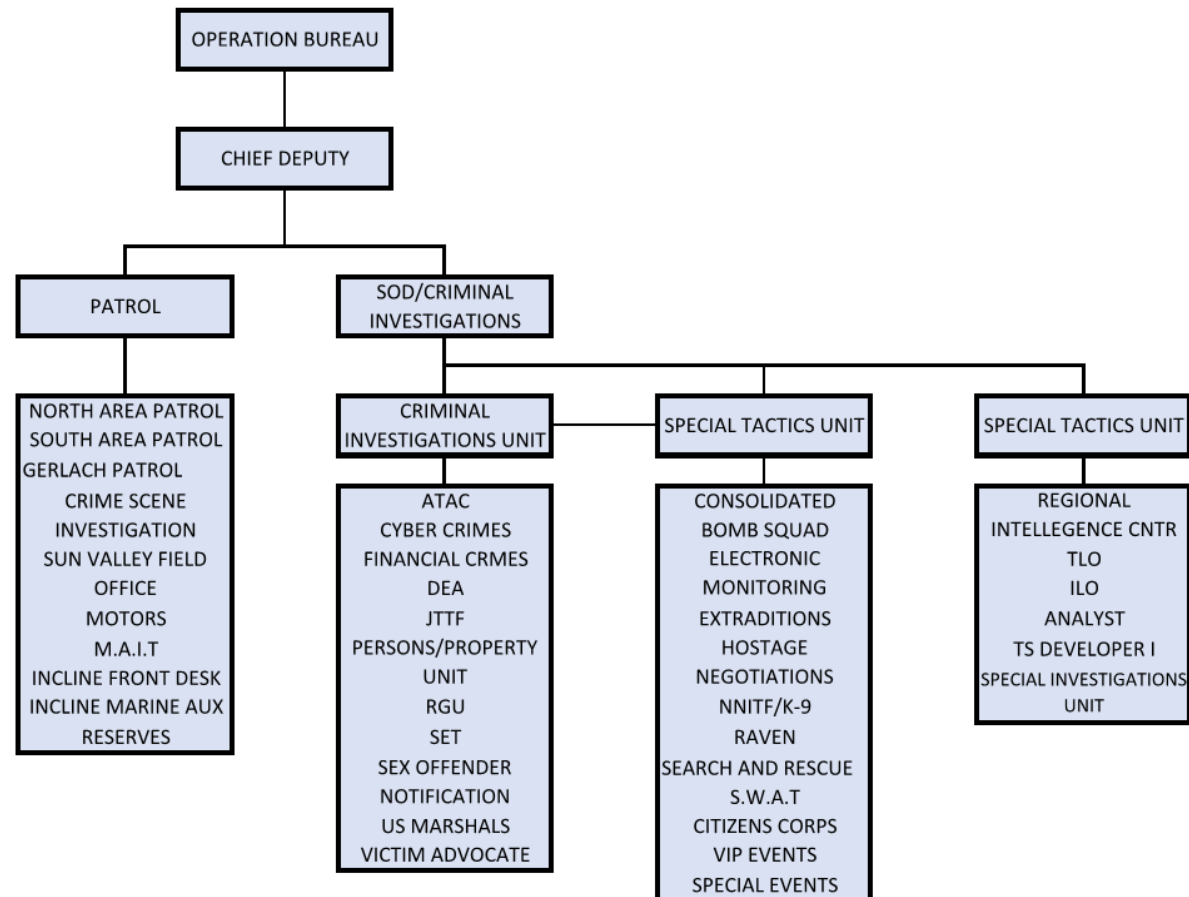 OPERATION BUREAU
CHIEF DEPUTY
PATROL
SOD/CRIMINAL
INVESTIGATIONS
NORTH AREA PATROL
SOUTH AREA PATROL
GERLACH PATROL
CRIME SCENE
INVESTIGATION
SUN VALLEY FIELD
OFFICE
MOTORS
M.A.I.T
INCLINE FRONT DESK
INCLINE MARINE AUX
RESERVES
CRIMINAL
INVESTIGATIONS UNIT
ATAC
CYBER CRIMES
FINANCIAL CRMES
DEA
JTTF
PERSONS/PROPERTY
UNIT
RGU
SET
SEX OFFENDER
NOTIFICATION
US MARSHALS
VICTIM ADVOCATE
SPECIAL TACTICS UNIT
CONSOLIDATED
BOMB SQUAD
ELECTRONIC
MONITORING
EXTRADITIONS
HOSTAGE
NEGOTIATIONS
NNITF/K-9
RAVEN
SEARCH AND RESCUE
S.W.A.T
CITIZENS CORPS
VIP EVENTS
SPECIAL EVENTS
SPECIAL TACTICS UNIT
REGIONAL
INTELLEGENCE CNTR
TLO
ILO
ANALYST
TS DEVELOPER I
SPECIAL INVESTIGATIONS
UNIT